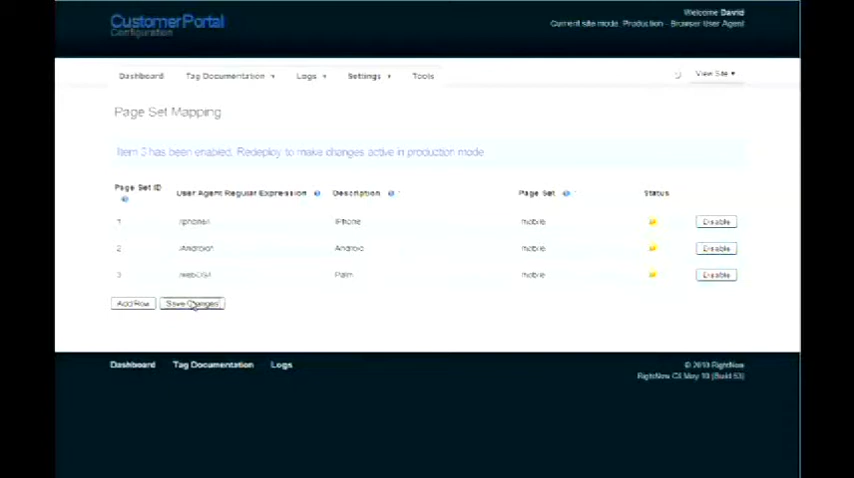 CustomerPortal
Configuration
Welcome David
Current site mode: Production - Browser User Agent
Dashboard Tag Documentation Logs Settings Tools View Site
Page Set Mapping
Item 3 has been enabled. Redeploy to make changes active in production mode.
Page Set ID User Agent Regular Expression Description Page Set Status
1 /iphone/i iPhone mobile Disable
2 /Android/i Android mobile Disable
3 /webOS/i Palm mobile Disable
Add Row Save Changes
Dashboard Tag Documentation Logs
© 2010 RightNow
RightNow CX May 10 (Build 53)